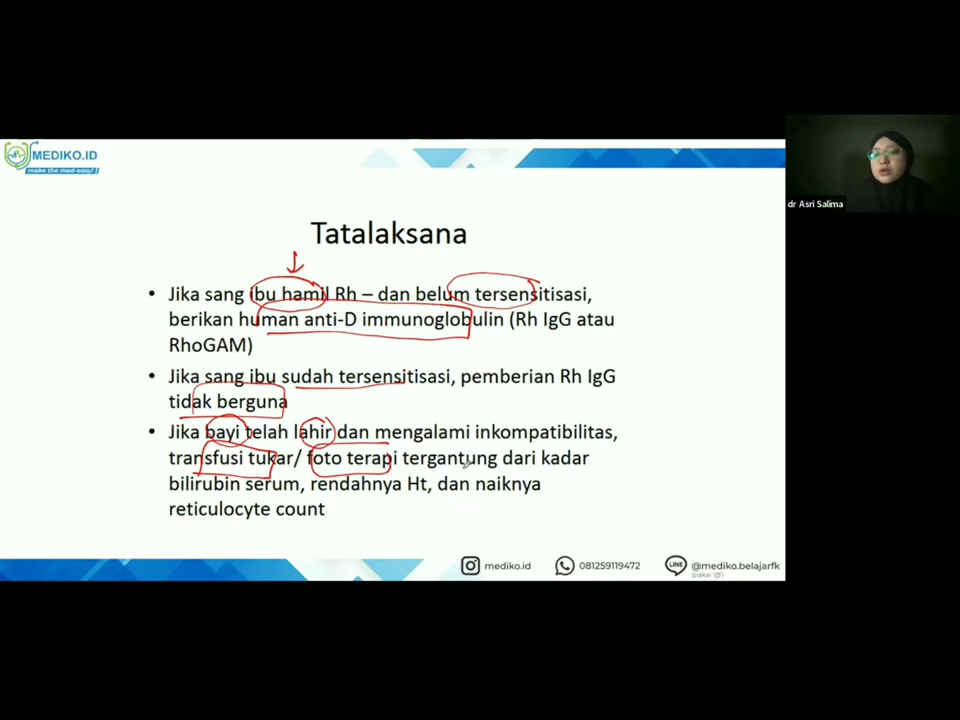 MEDIKO.ID
make the med-easy!
dr Asri Salima
Tatalaksana
• Jika sang ibu hamil Rh – dan belum tersensitisasi,
berikan human anti-D immunoglobulin (Rh IgG atau
RhoGAM)
• Jika sang ibu sudah tersensitisasi, pemberian Rh IgG
tidak berguna
• Jika bayi telah lahir dan mengalami inkompatibilitas,
transfusi tukar/ foto terapi tergantung dari kadar
bilirubin serum, rendahnya Ht, dan naiknya
reticulocyte count
mediko.id
081259119472
LINE
@mediko.belajarfk
(pakai '@')